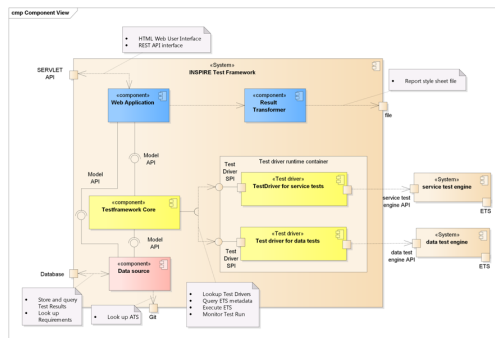 cmp Component View
• HTML Web User Interface
• REST API interface
SERVLET
API
«System»
INSPIRE Test Framework
• Report style sheet file
«component»
Web Application
«component»
Result
Transformer
file
Model
API
Test
Driver
SPI
Test driver runtime container
«Test driver»
TestDriver for service tests
«System»
service test engine
service test
engine API
ETS
«component»
Testframework Core
Model
API
Test
Driver
SPI
«Test driver»
Test driver for data tests
«System»
data test engine
data test
engine API
ETS
«component»
Data source
Database
Git
• Store and query
Test Results
• Look up
Requirements
• Look up ATS
• Lookup Test Drivers
• Query ETS metadata
• Execute ETS
• Monitor Test Run
Model
API